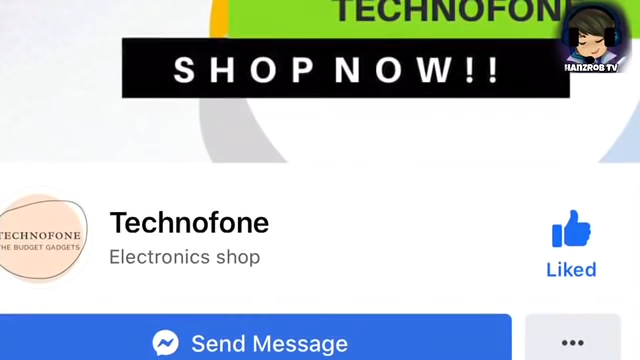 TECHNOFONE
HANZROB TV
SHOP NOW!!
Technofone
Electronics shop
TECHNOFONE
THE BUDGET GADGETS
Liked
Send Message